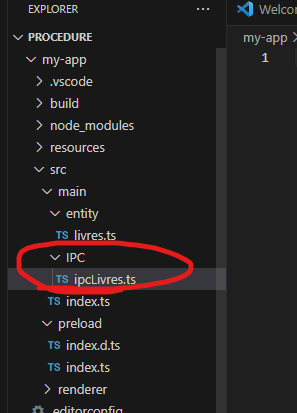 EXPLORER ...
PROCEDURE
my-app
.vscode
build
node_modules
resources
src
main
entity
TS livres.ts
IPC
TS ipcLivres.ts
TS index.ts
preload
TS index.d.ts
TS index.ts
renderer
.editorconfig
Welcom
my-app
1